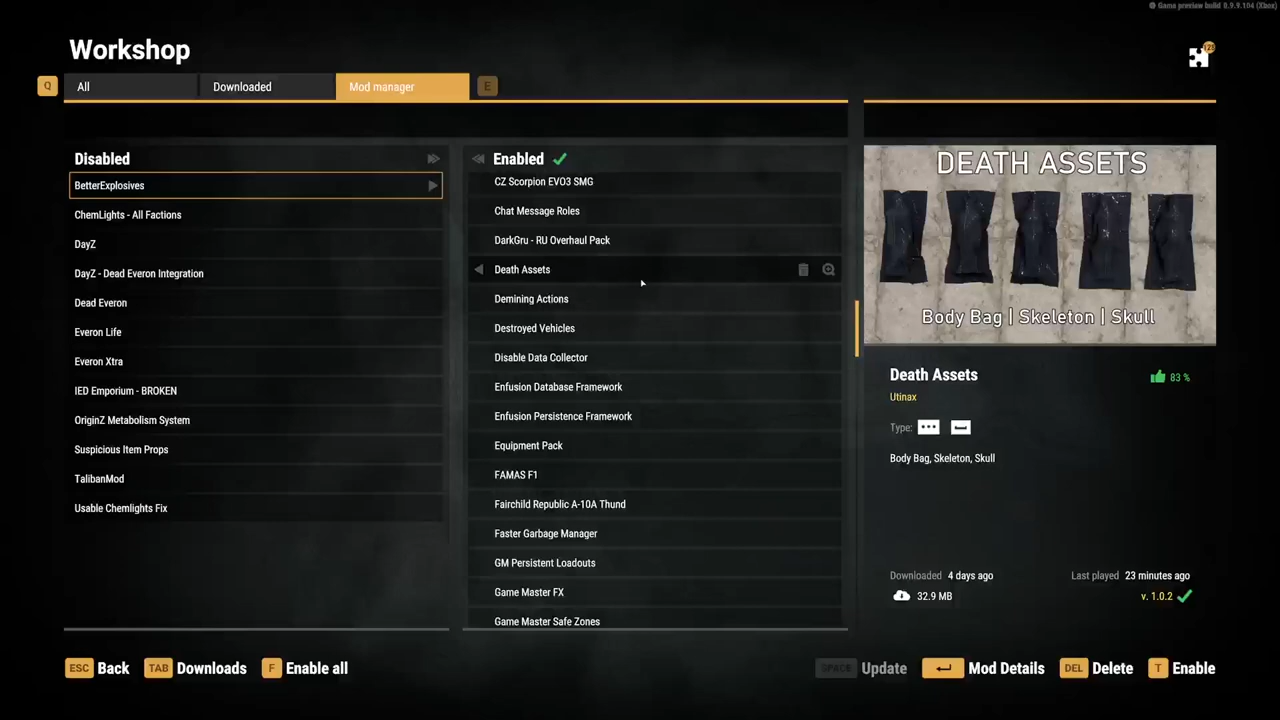 Game preview build 0.9.9.104 (Xbox)
Workshop
128
Q
All
Downloaded
Mod manager
E
Disabled
BetterExplosives
ChemLights - All Factions
DayZ
DayZ - Dead Everon Integration
Dead Everon
Everon Life
Everon Xtra
IED Emporium - BROKEN
OriginZ Metabolism System
Suspicious Item Props
TalibanMod
Usable Chemlights Fix
Enabled
CZ Scorpion EVO3 SMG
Chat Message Roles
DarkGru - RU Overhaul Pack
Death Assets
Demining Actions
Destroyed Vehicles
Disable Data Collector
Enfusion Database Framework
Enfusion Persistence Framework
Equipment Pack
FAMAS F1
Fairchild Republic A-10A Thund
Faster Garbage Manager
GM Persistent Loadouts
Game Master FX
Game Master Safe Zones
DEATH ASSETS
Body Bag | Skeleton | Skull
Death Assets
83 %
Utinax
Type:
Body Bag, Skeleton, Skull
Downloaded 4 days ago
Last played 23 minutes ago
32.9 MB
v. 1.0.2
ESC Back
TAB Downloads
F Enable all
SPACE Update
Mod Details
DEL Delete
T Enable